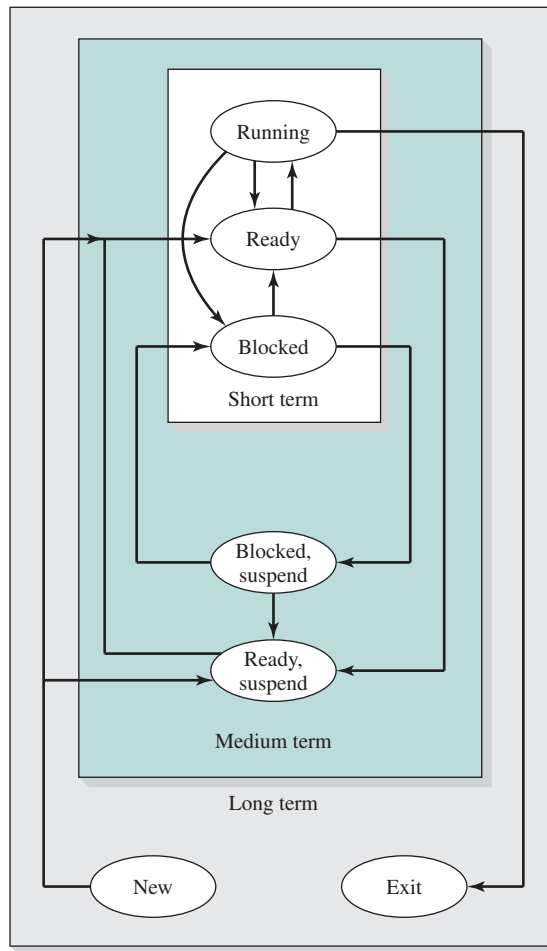 Running
Ready
Blocked
Short term
Blocked,
suspend
Ready,
suspend
Medium term
Long term
New
Exit